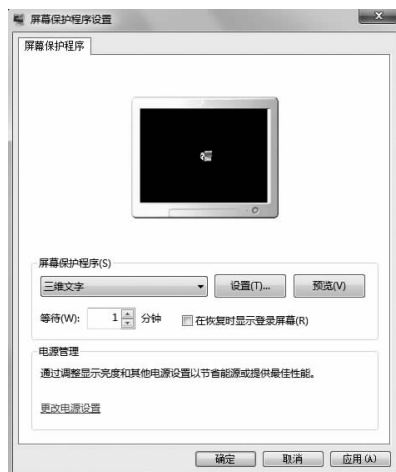 屏幕保护程序设置
屏幕保护程序
屏幕保护程序(S)
三维文字 设置(T)... 预览(V)
等待(W): 1 分钟 在恢复时显示登录屏幕(R)
电源管理
通过调整显示亮度和其他电源设置以节省能源或提供最佳性能。
更改电源设置
确定 取消 应用(A)